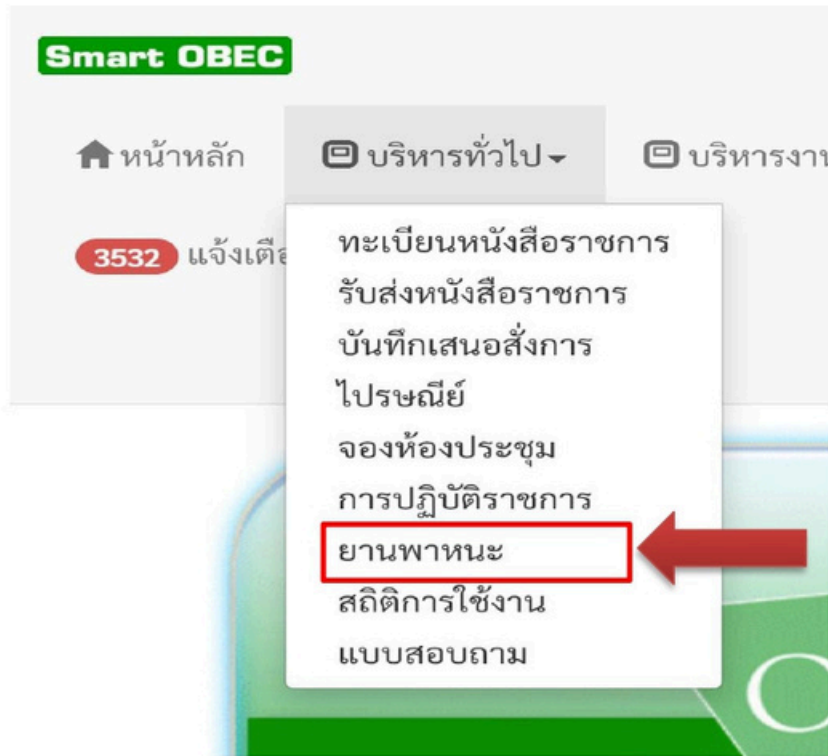 Smart OBEC
หน้าหลัก บริหารทั่วไป
3532
ทะเบียนหนังสือราชการ
รับส่งหนังสือราชการ
บันทึกเสนอสั่งการ
ไปรษณีย์
จองห้องประชุม
การปฏิบัติราชการ
ยานพาหนะ
สถิติการใช้งาน
แบบสอบถาม